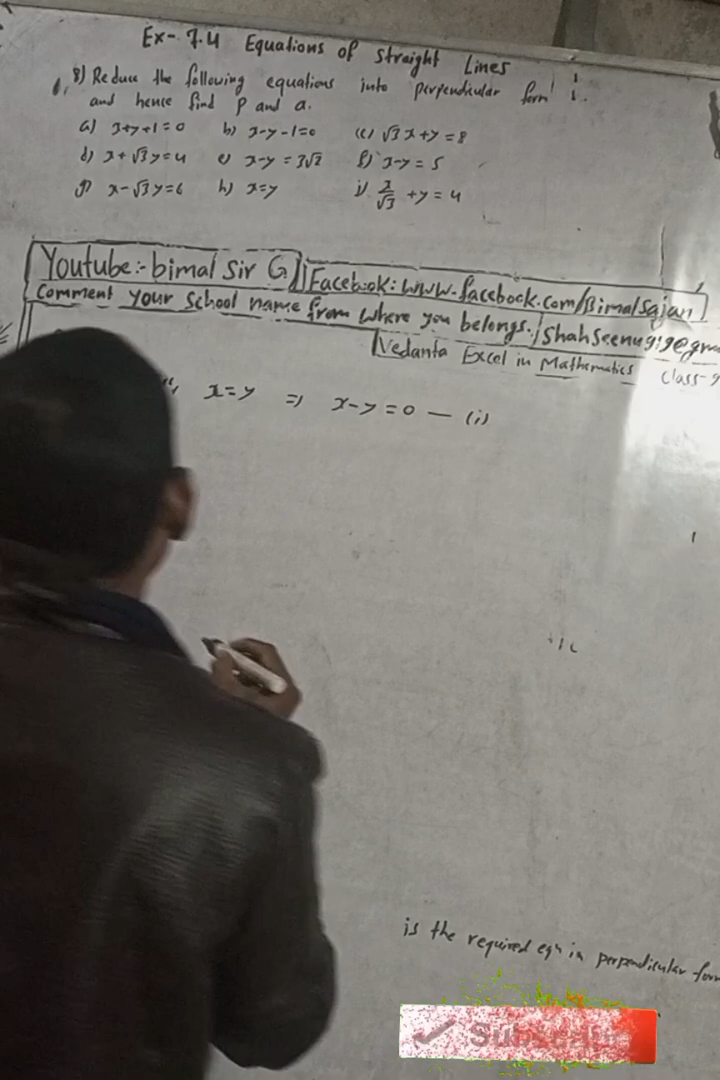 Ex- 7.4 Equations of Straight Lines
8) Reduce the following equations into perpendicular form
and hence find P and α.
a) x+y+1=0 b) x-y-1=0 (c) √3 x+y=8
d) x+√3y=4 e) x-y=3√2 f) x-y=5
g) x-√3y=6 h) x=y i) x/√3 +y=4
Youtube:- bimal Sir G Facebook: www.facebook.com/Bimalsajan
Comment your School name from where you belongs.
Vedanta Excel in Mathematics Class-9
x=y => x-y=0 — (i)
is the required eqn in perpendicular form
Subscribe